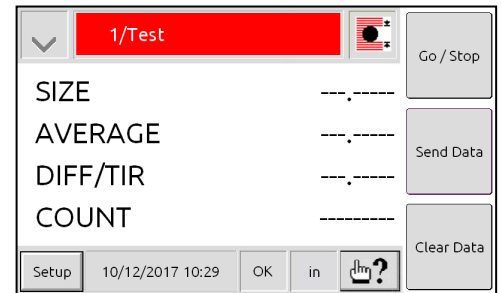 1/Test
Go / Stop
SIZE ---.-----
AVERAGE ---.-----
Send Data
DIFF/TIR ---.-----
COUNT ---------
Clear Data
Setup 10/12/2017 10:29 OK in ?